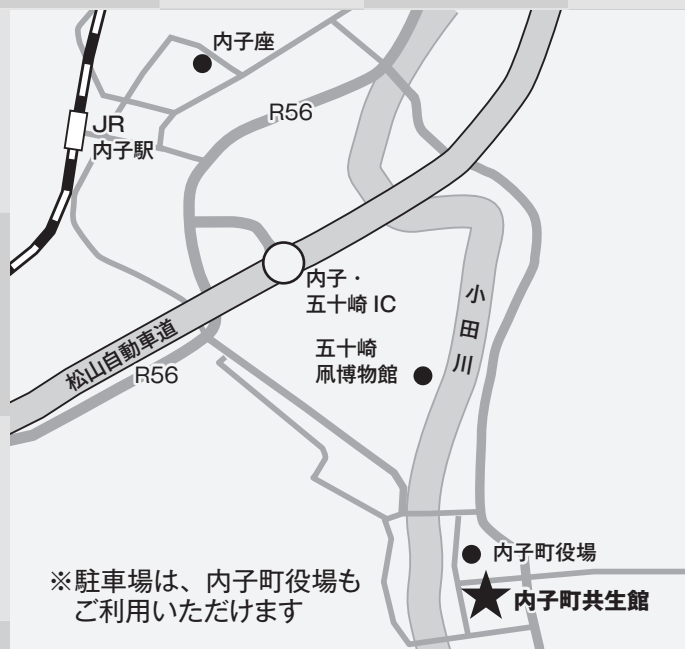 内子座
R56
JR
内子駅
内子・
五十崎 IC
小田川
松山自動車道
R56
五十崎
凧博物館
内子町役場
内子町共生館
※駐車場は、内子町役場も
ご利用いただけます